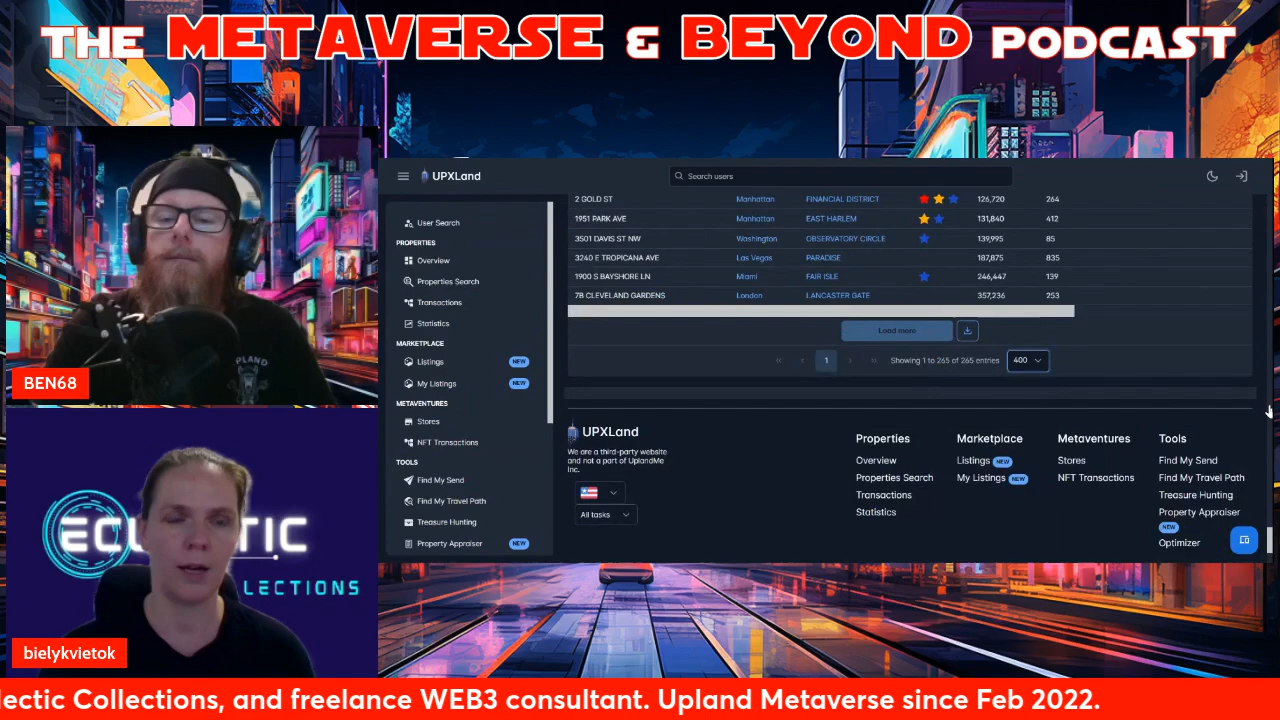 THE METAVERSE & BEYOND PODCAST
UPXLand
Search users
User Search
PROPERTIES
Overview
Properties Search
Transactions
Statistics
MARKETPLACE
Listings NEW
My Listings NEW
METAVENTURES
Stores
NFT Transactions
TOOLS
Find My Send
Find My Travel Path
Treasure Hunting
Property Appraiser NEW
2 GOLD ST Manhattan FINANCIAL DISTRICT 126,720 264
1951 PARK AVE Manhattan EAST HARLEM 131,840 412
3501 DAVIS ST NW Washington OBSERVATORY CIRCLE 139,995 85
3240 E TROPICANA AVE Las Vegas PARADISE 187,875 835
1900 S BAYSHORE LN Miami FAIR ISLE 246,447 139
7B CLEVELAND GARDENS London LANCASTER GATE 357,236 253
Load more
1 Showing 1 to 265 of 265 entries 400
UPXLand
We are a third-party website
and not a part of UplandMe
Inc.
All tasks
Properties
Overview
Properties Search
Transactions
Statistics
Marketplace
Listings NEW
My Listings NEW
Metaventures
Stores
NFT Transactions
Tools
Find My Send
Find My Travel Path
Treasure Hunting
Property Appraiser
NEW
Optimizer
PLAND
BEN68
bielykvietok
lectic Collections, and freelance WEB3 consultant. Upland Metaverse since Feb 2022.